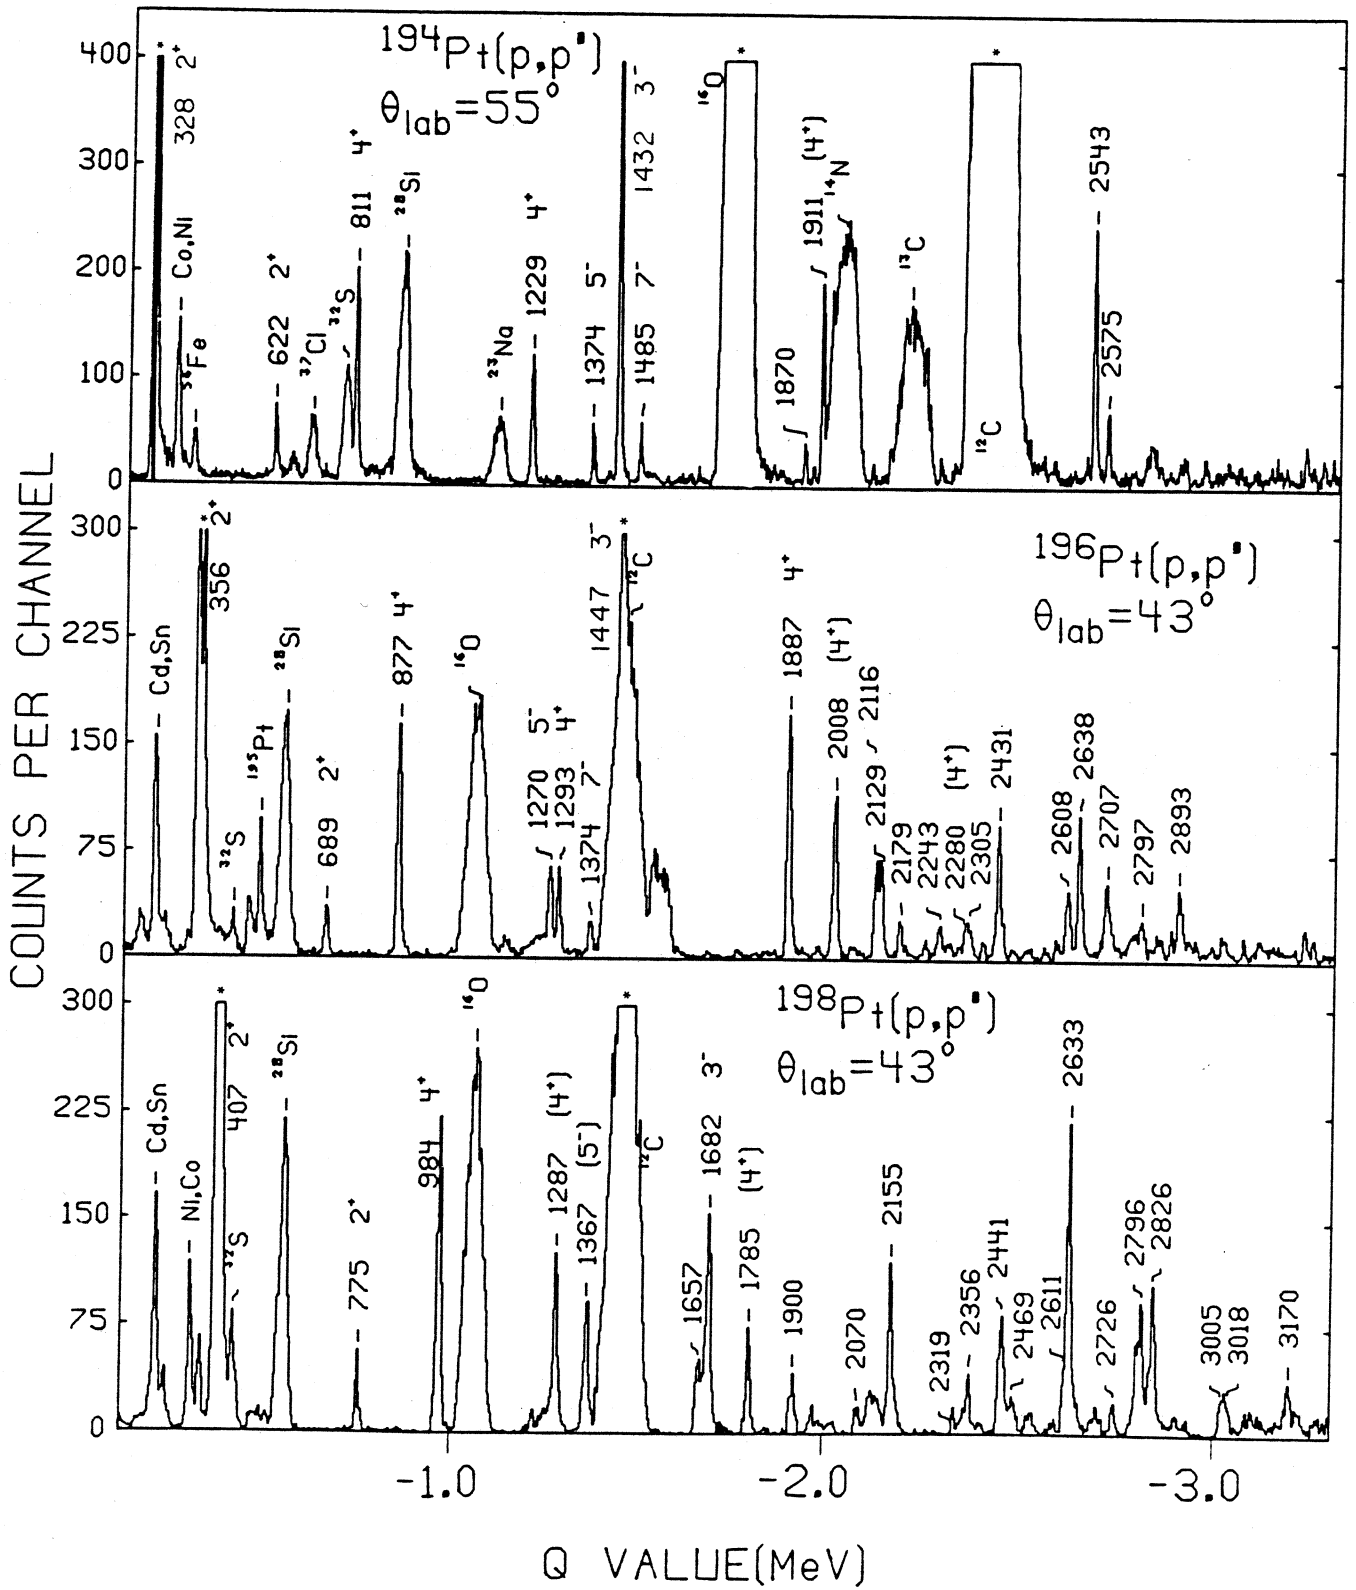 COUNTS PER CHANNEL
194Pt(p,p')
θlab=55°
400
300
200
100
0
*
328 2+
Co,Ni
56Fe
622 2+
37Cl
32S
811 4+
28Si
23Na
1229 4+
1374 5-
1432 3-
1485 7-
16O
*
1870
1911 (4+)
14N
13C
*
12C
2543
2575
196Pt(p,p')
θlab=43°
300
225
150
75
0
Cd,Sn
*
356 2+
32S
195Pt
28Si
689 2+
877 4+
16O
1270 5-
1293 4+
1374 7-
1447 3-
*
12C
1887 4+
2008 (4+)
2129
2116
2179
2243
2280 (4+)
2305
2431
2608
2638
2707
2797
2893
198Pt(p,p')
θlab=43°
300
225
150
75
0
Cd,Sn
Ni,Co
*
407 2+
32S
28Si
775 2+
984 4+
16O
1287 (4+)
1367 (5-)
*
12C
1657
1682 3-
1785 (4+)
1900
2070
2155
2319
2356
2441
2469
2611
2633
2726
2796
2826
3005
3018
3170
-1.0
-2.0
-3.0
Q VALUE(MeV)